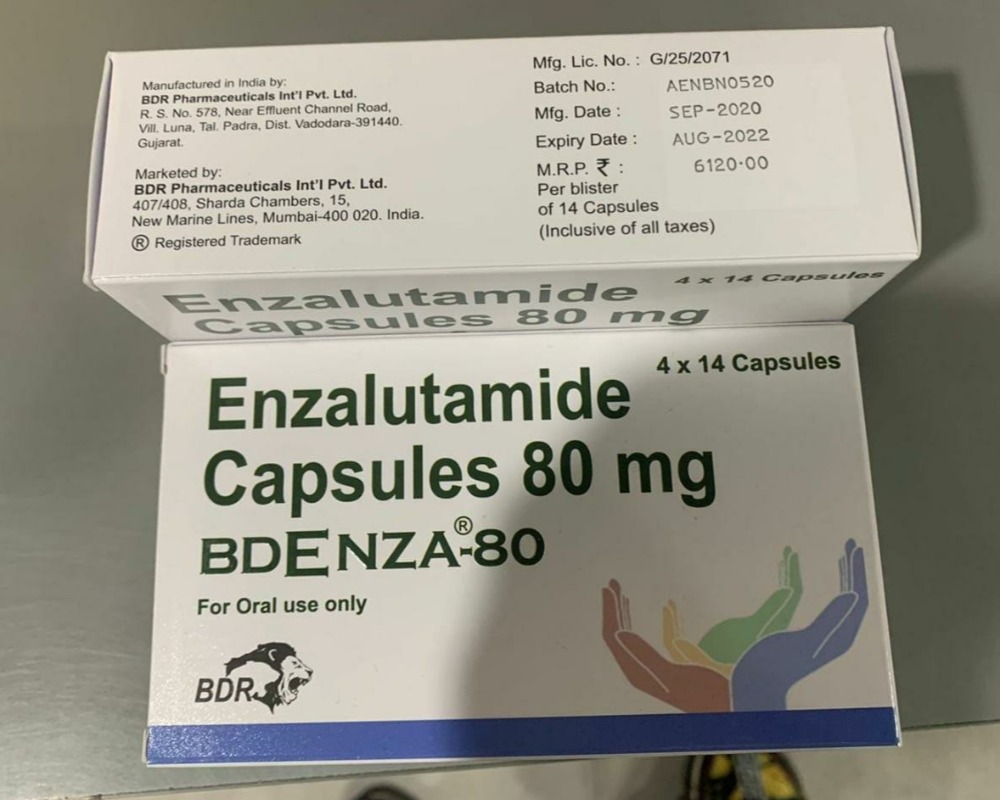 Manufactured in India by:
BDR Pharmaceuticals Int'l Pvt. Ltd.
R. S. No. 578, Near Effluent Channel Road,
Vill. Luna, Tal. Padra, Dist. Vadodara-391440.
Gujarat.
Marketed by:
BDR Pharmaceuticals Int'l Pvt. Ltd.
407/408, Sharda Chambers, 15,
New Marine Lines, Mumbai-400 020. India.
® Registered Trademark
Mfg. Lic. No. : G/25/2071
Batch No.: AENBN0520
Mfg. Date : SEP-2020
Expiry Date : AUG-2022
M.R.P. ₹ : 6120·00
Per blister
of 14 Capsules
(Inclusive of all taxes)
Enzalutamide 4 x 14 Capsules
Capsules 80 mg
Enzalutamide 4 x 14 Capsules
Capsules 80 mg
BDENZA®-80
For Oral use only
BDR